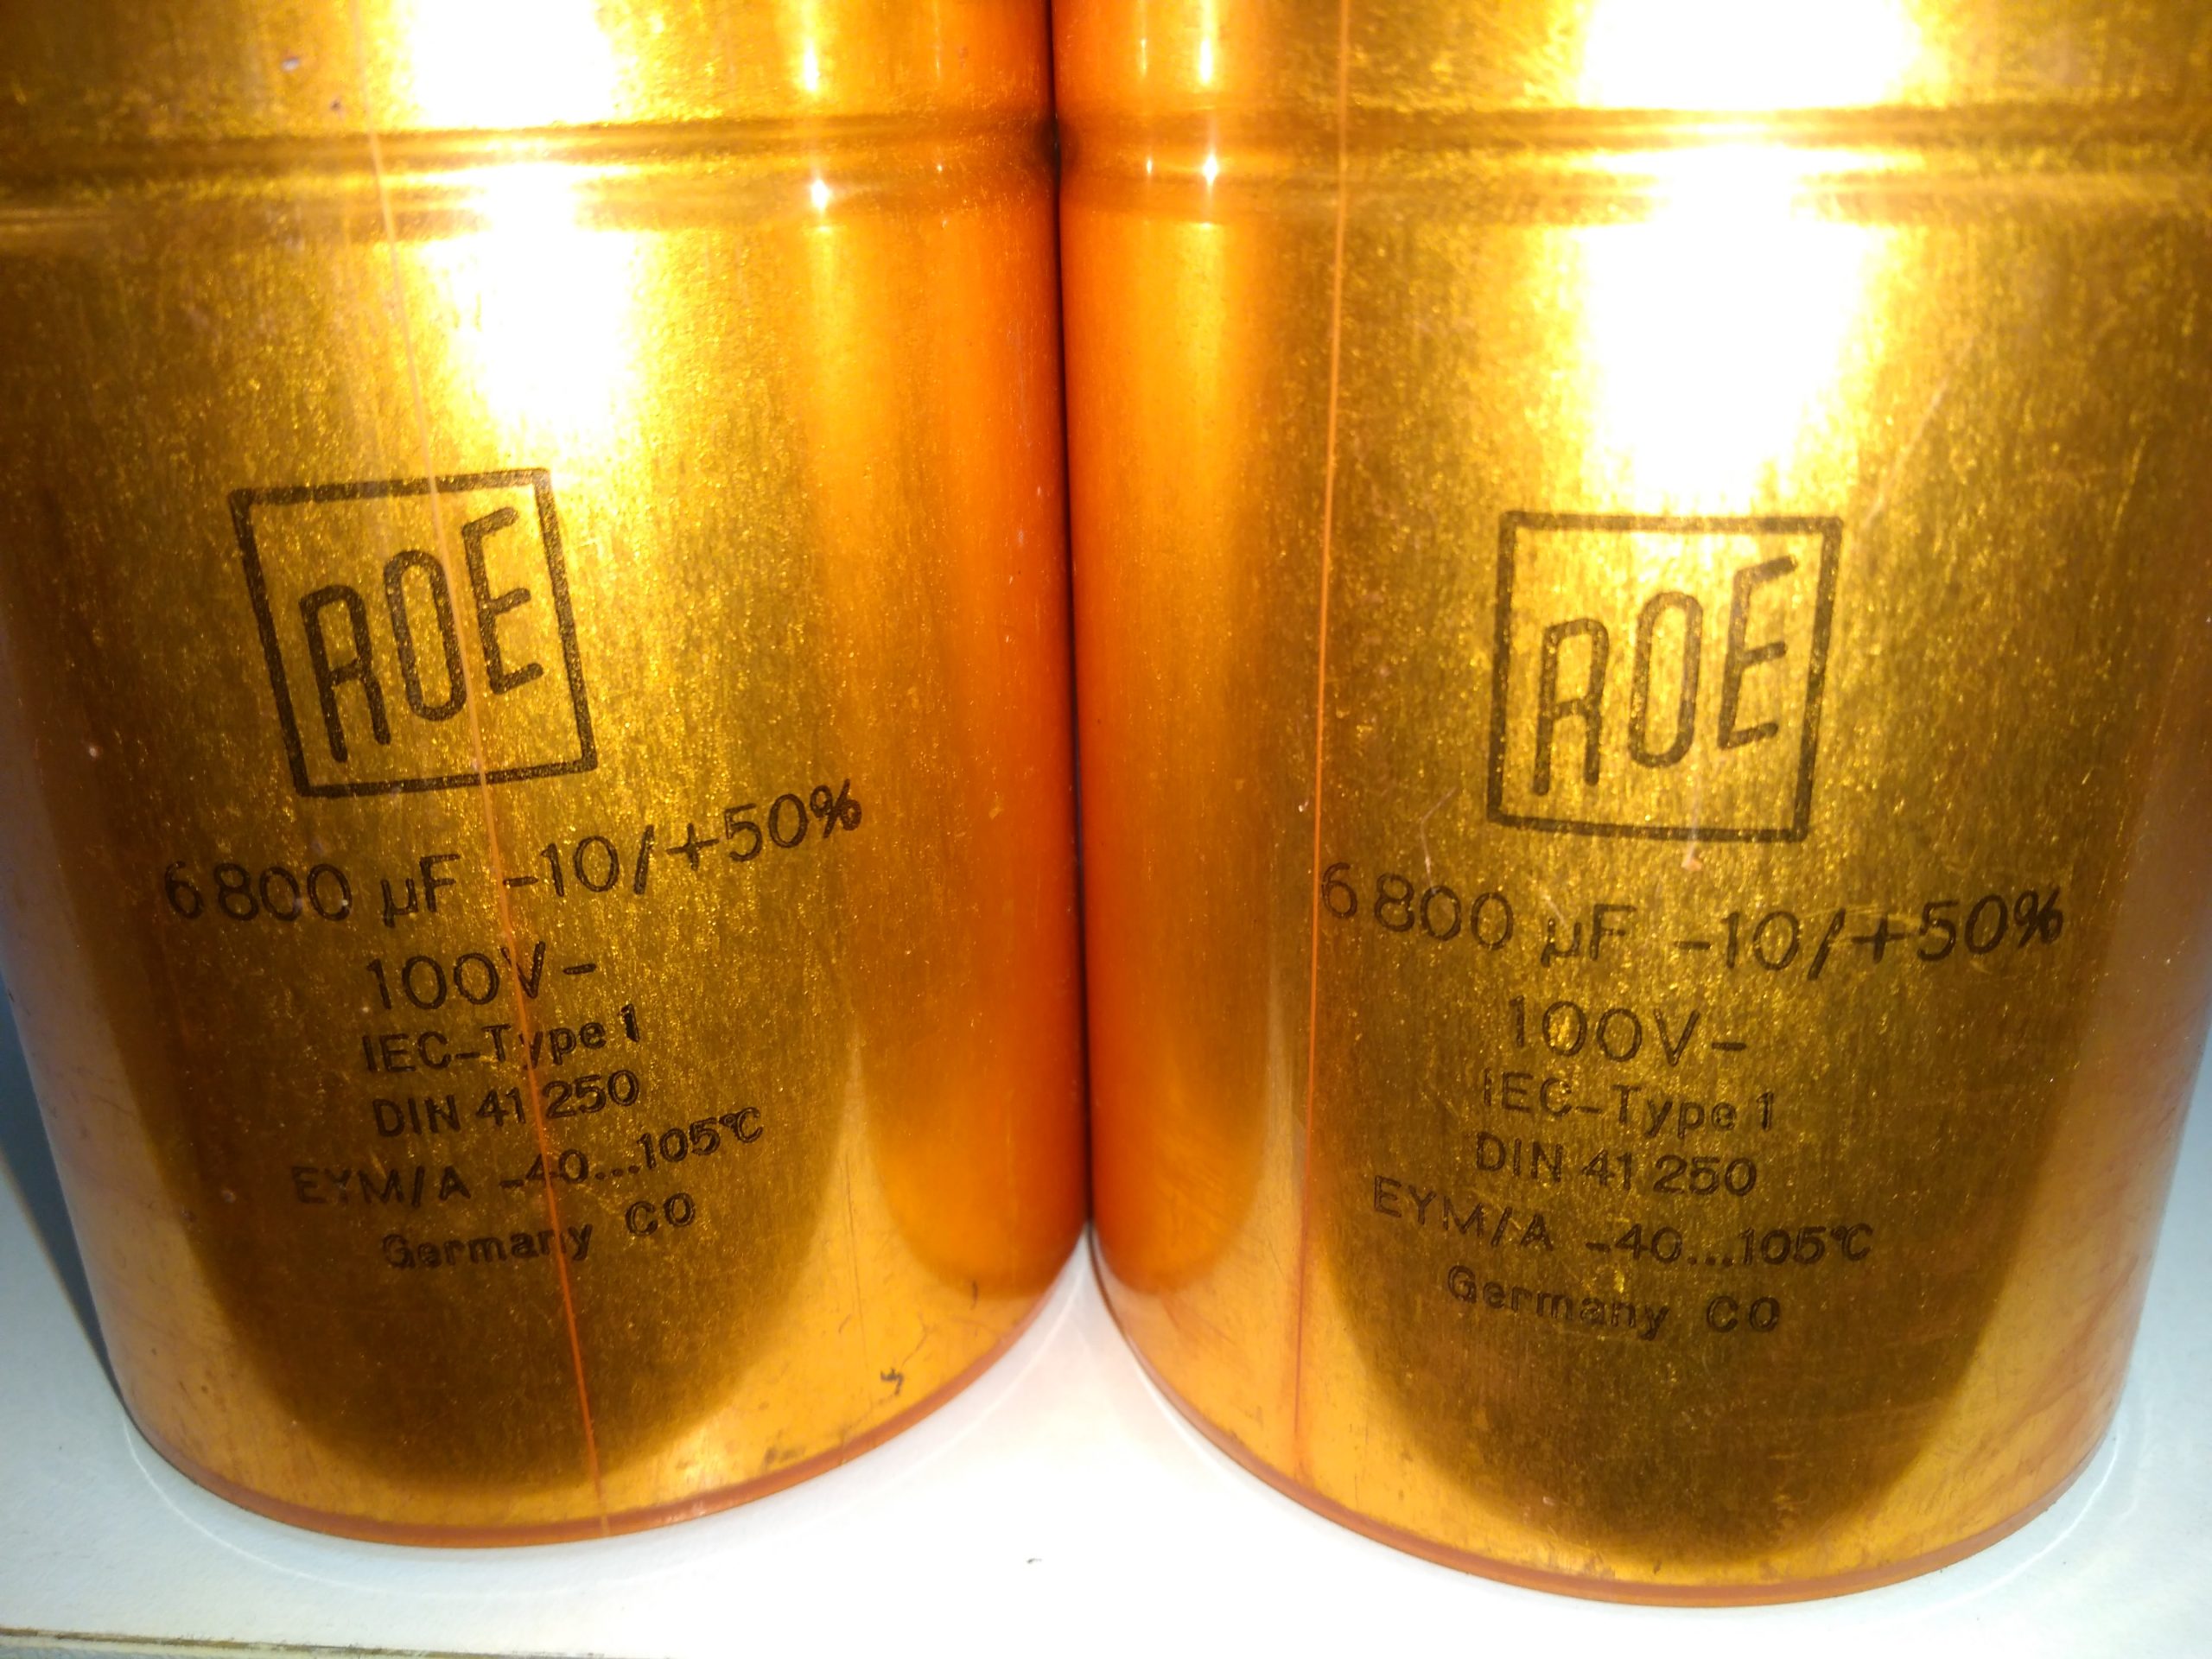 ROE
6800 µF -10/+50%
100V-
IEC-Type 1
DIN 41 250
EYM/A -40...105°C
Germany CO
ROE
6800 µF -10/+50%
100V-
IEC-Type 1
DIN 41 250
EYM/A -40...105°C
Germany CO